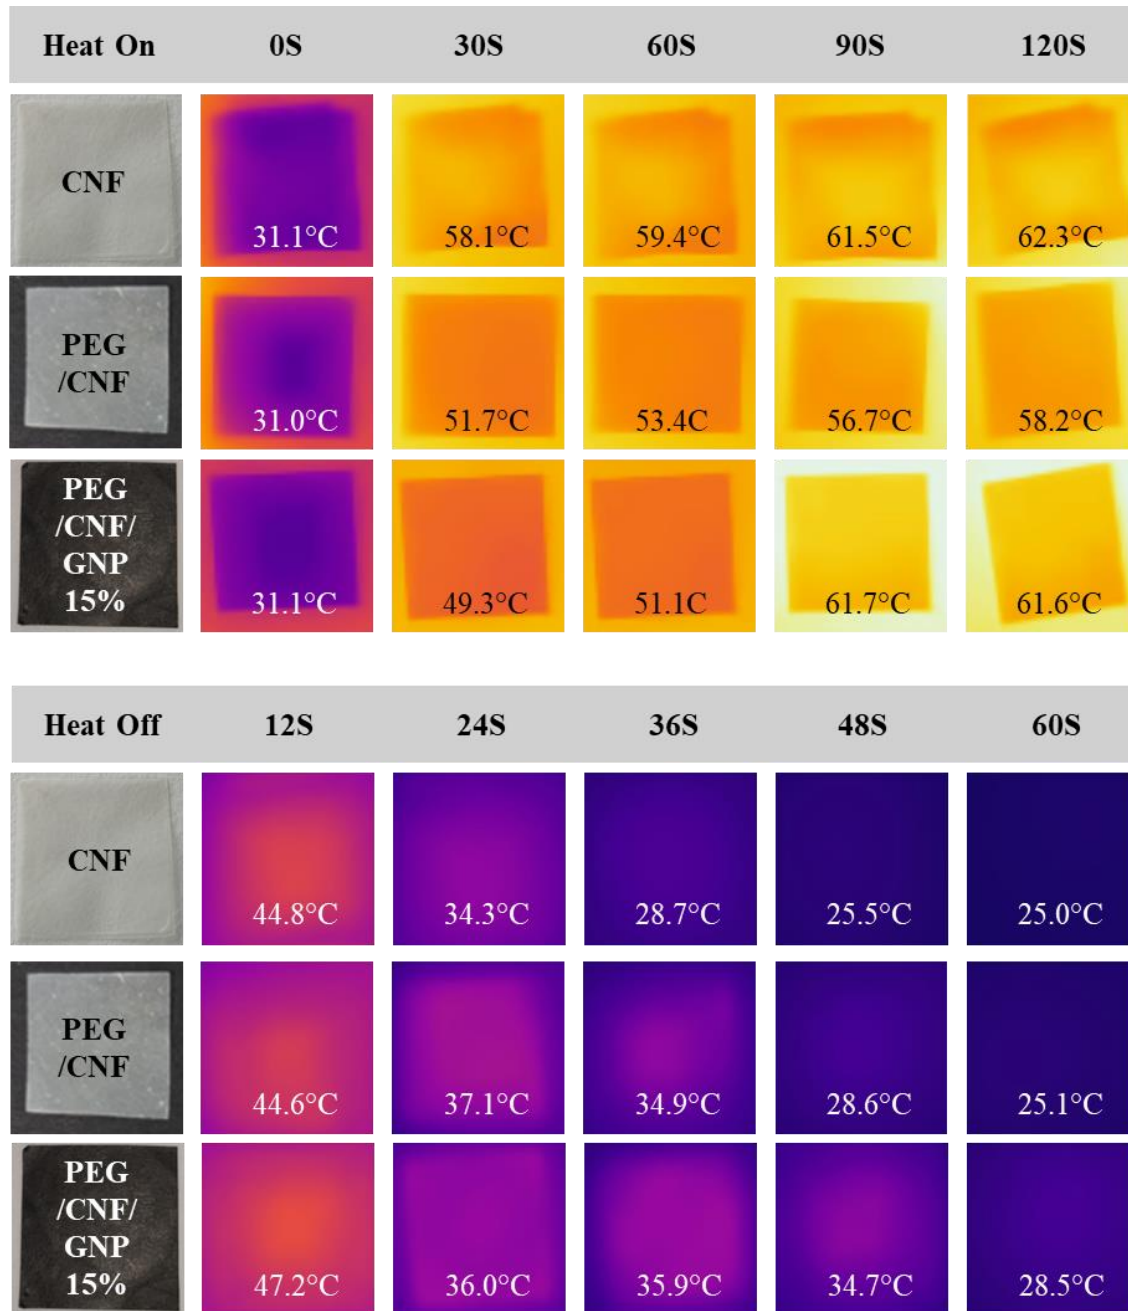 Heat On 0S 30S 60S 90S 120S
CNF
31.1°C 58.1°C 59.4°C 61.5°C 62.3°C
PEG
/CNF
31.0°C 51.7°C 53.4C 56.7°C 58.2°C
PEG
/CNF/
GNP
15%
31.1°C 49.3°C 51.1C 61.7°C 61.6°C
Heat Off 12S 24S 36S 48S 60S
CNF
44.8°C 34.3°C 28.7°C 25.5°C 25.0°C
PEG
/CNF
44.6°C 37.1°C 34.9°C 28.6°C 25.1°C
PEG
/CNF/
GNP
15%
47.2°C 36.0°C 35.9°C 34.7°C 28.5°C